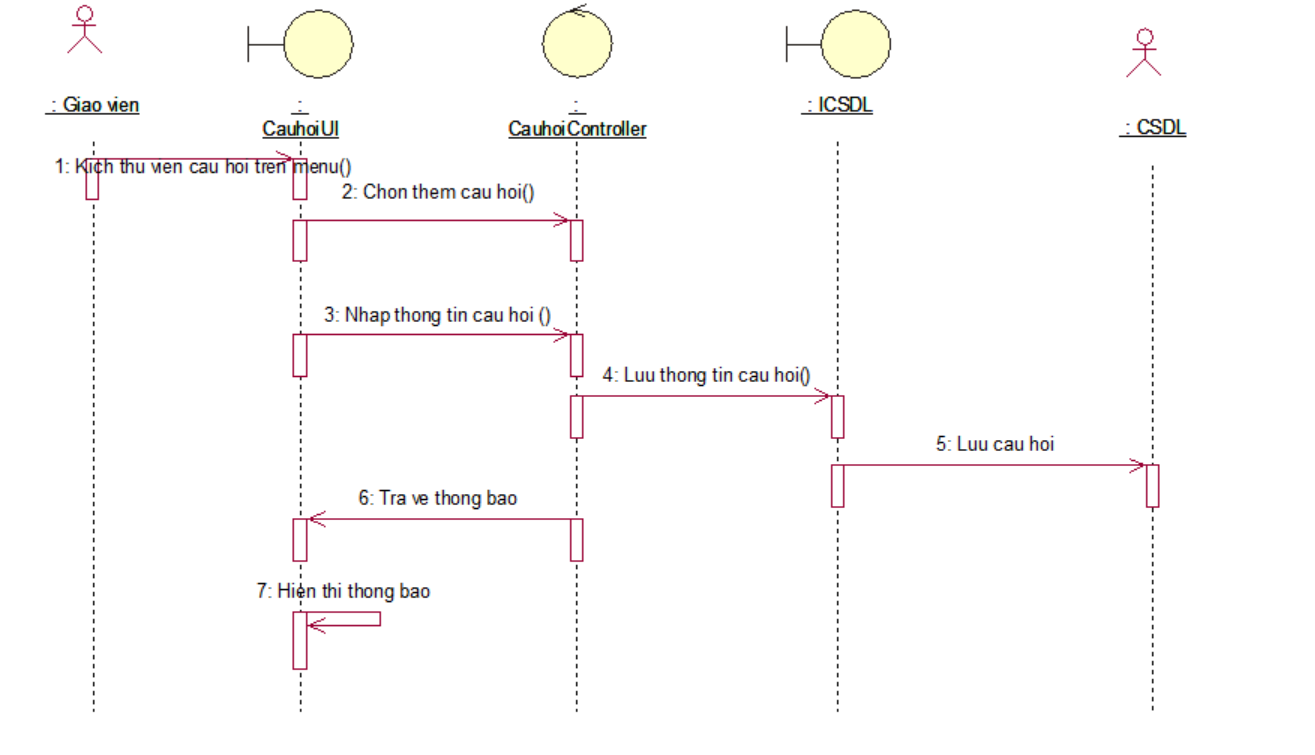 : Giao vien
:
CauhoiUI
:
CauhoiController
: ICSDL
: CSDL
1: Kich thu vien cau hoi tren menu()
2: Chon them cau hoi()
3: Nhap thong tin cau hoi ()
4: Luu thong tin cau hoi()
5: Luu cau hoi
6: Tra ve thong bao
7: Hien thi thong bao